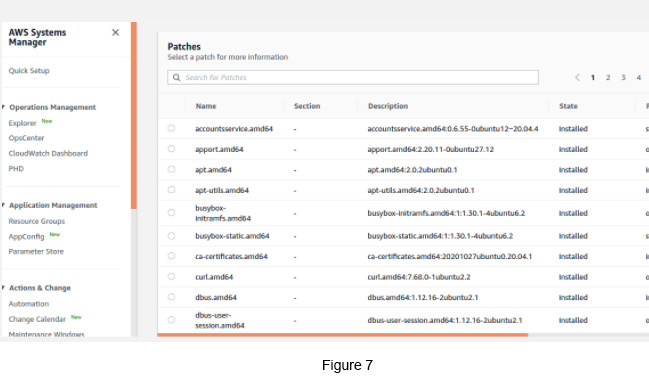 AWS Systems
Manager
Quick Setup
Operations Management
Explorer New
OpsCenter
CloudWatch Dashboard
PHD
Application Management
Resource Groups
AppConfig New
Parameter Store
Actions & Change
Automation
Change Calendar New
Maintenance Windows
Patches
Select a patch for more information
Search for Patches
1 2 3 4
Name Section Description State
accountsservice.amd64 - accountsservice.amd64:0.6.55-0ubuntu12~20.04.4 Installed
apport.amd64 - apport.amd64:2.20.11-0ubuntu27.12 Installed
apt.amd64 - apt.amd64:2.0.2ubuntu0.1 Installed
apt-utils.amd64 - apt-utils.amd64:2.0.2ubuntu0.1 Installed
busybox-
initramfs.amd64 - busybox-initramfs.amd64:1:1.30.1-4ubuntu6.2 Installed
busybox-static.amd64 - busybox-static.amd64:1:1.30.1-4ubuntu6.2 Installed
ca-certificates.amd64 - ca-certificates.amd64:20201027ubuntu0.20.04.1 Installed
curl.amd64 - curl.amd64:7.68.0-1ubuntu2.2 Installed
dbus.amd64 - dbus.amd64:1.12.16-2ubuntu2.1 Installed
dbus-user-
session.amd64 - dbus-user-session.amd64:1.12.16-2ubuntu2.1 Installed
Figure 7